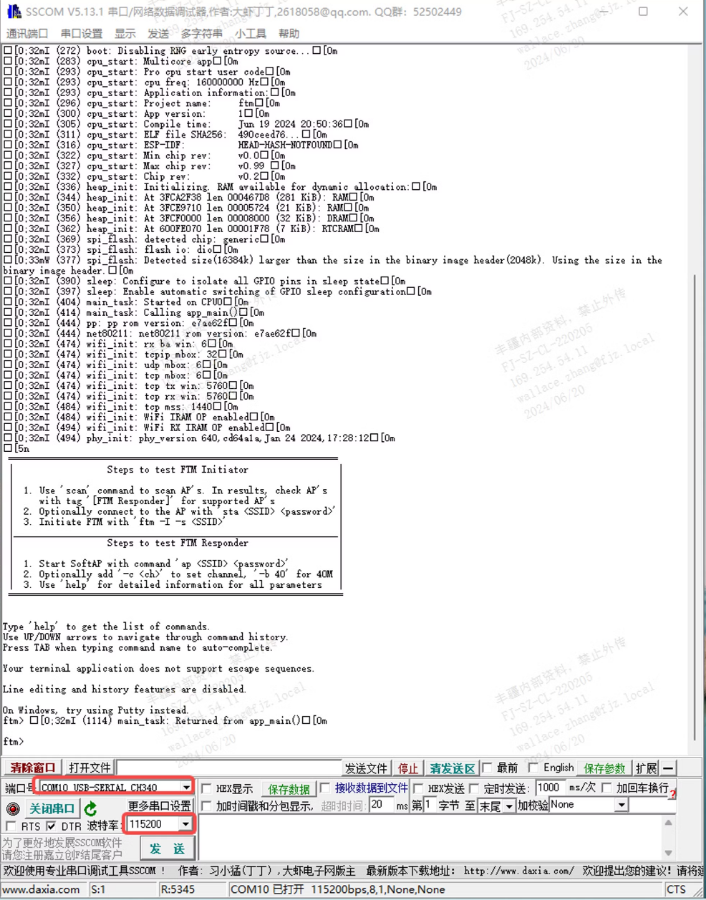 SSCOM V5.13.1 串口/网络数据调试器,作者:大虾丁丁,2618058@qq.com. QQ群: 52502449
通讯端口 串口设置 显示 发送 多字符串 小工具 帮助
□[0;32mI (272) boot: Disabling RNG early entropy source...□[0m
□[0;32mI (283) cpu_start: Multicore app□[0m
□[0;32mI (293) cpu_start: Pro cpu start user code□[0m
□[0;32mI (293) cpu_start: cpu freq: 160000000 Hz□[0m
□[0;32mI (293) cpu_start: Application information:□[0m
□[0;32mI (296) cpu_start: Project name: ftm□[0m
□[0;32mI (300) cpu_start: App version: 1□[0m
□[0;32mI (305) cpu_start: Compile time: Jun 19 2024 20:50:36□[0m
□[0;32mI (311) cpu_start: ELF file SHA256: 490ceed76...□[0m
□[0;32mI (316) cpu_start: ESP-IDF: HEAD-HASH-NOTFOUND□[0m
□[0;32mI (322) cpu_start: Min chip rev: v0.0□[0m
□[0;32mI (327) cpu_start: Max chip rev: v0.99 □[0m
□[0;32mI (332) cpu_start: Chip rev: v0.2□[0m
□[0;32mI (336) heap_init: Initializing. RAM available for dynamic allocation:□[0m
□[0;32mI (344) heap_init: At 3FCA2F38 len 000467D8 (281 KiB): RAM□[0m
□[0;32mI (350) heap_init: At 3FCE9710 len 00005724 (21 KiB): RAM□[0m
□[0;32mI (356) heap_init: At 3FCF0000 len 00008000 (32 KiB): DRAM□[0m
□[0;32mI (362) heap_init: At 600FE070 len 00001F78 (7 KiB): RTCRAM□[0m
□[0;32mI (369) spi_flash: detected chip: generic□[0m
□[0;32mI (373) spi_flash: flash io: dio□[0m
□[0;33mW (377) spi_flash: Detected size(16384k) larger than the size in the binary image header(2048k). Using the size in the
binary image header.□[0m
□[0;32mI (390) sleep: Configure to isolate all GPIO pins in sleep state□[0m
□[0;32mI (397) sleep: Enable automatic switching of GPIO sleep configuration□[0m
□[0;32mI (404) main_task: Started on CPU0□[0m
□[0;32mI (414) main_task: Calling app_main()□[0m
□[0;32mI (444) pp: pp rom version: e7ae62f□[0m
□[0;32mI (444) net80211: net80211 rom version: e7ae62f□[0m
□[0;32mI (474) wifi_init: rx ba win: 6□[0m
□[0;32mI (474) wifi_init: tcpip mbox: 32□[0m
□[0;32mI (474) wifi_init: udp mbox: 6□[0m
□[0;32mI (474) wifi_init: tcp mbox: 6□[0m
□[0;32mI (474) wifi_init: tcp tx win: 5760□[0m
□[0;32mI (474) wifi_init: tcp rx win: 5760□[0m
□[0;32mI (484) wifi_init: tcp mss: 1440□[0m
□[0;32mI (484) wifi_init: WiFi IRAM OP enabled□[0m
□[0;32mI (484) wifi_init: WiFi RX IRAM OP enabled□[0m
□[0;32mI (494) phy_init: phy_version 640,cd64a1a,Jan 24 2024,17:28:12□[0m
□[5n
Steps to test FTM Initiator
1. Use 'scan' command to scan AP's. In results, check AP's
with tag '[FTM Responder]' for supported AP's
2. Optionally connect to the AP with 'sta <SSID> <password>'
3. Initiate FTM with 'ftm -I -s <SSID>'
Steps to test FTM Responder
1. Start SoftAP with command 'ap <SSID> <password>'
2. Optionally add '-c <ch>' to set channel, '-b 40' for 40M
3. Use 'help' for detailed information for all parameters
Type 'help' to get the list of commands.
Use UP/DOWN arrows to navigate through command history.
Press TAB when typing command name to auto-complete.
Your terminal application does not support escape sequences.
Line editing and history features are disabled.
On Windows, try using Putty instead.
ftm> □[0;32mI (1114) main_task: Returned from app_main()□[0m
ftm>
丰疆内部资料，禁止外传
FJ-SZ-CL-220205
169.254.54.11
wallace.zhang@fjz.local
2024/06/20
清除窗口 打开文件 发送文件 停止 清发送区 最前 English 保存参数 扩展 —
端口号 COM10 USB-SERIAL CH340 HEX显示 保存数据 接收数据到文件 HEX发送 定时发送: 1000 ms/次 加回车换行
关闭串口 更多串口设置 加时间戳和分包显示, 超时时间: 20 ms 第1 字节 至 末尾 加校验None
RTS DTR 波特率: 115200
为了更好地发展SSCOM软件
请您注册嘉立创F结尾客户
发 送
欢迎使用专业串口调试工具SSCOM ! 作者: 习小猛(丁丁),大虾电子网版主 最新版本下载地址: http://www.daxia.com/ 欢迎提出您的建议! 请将建
www.daxia.com S:1 R:5345 COM10 已打开 115200bps,8,1,None,None CTS